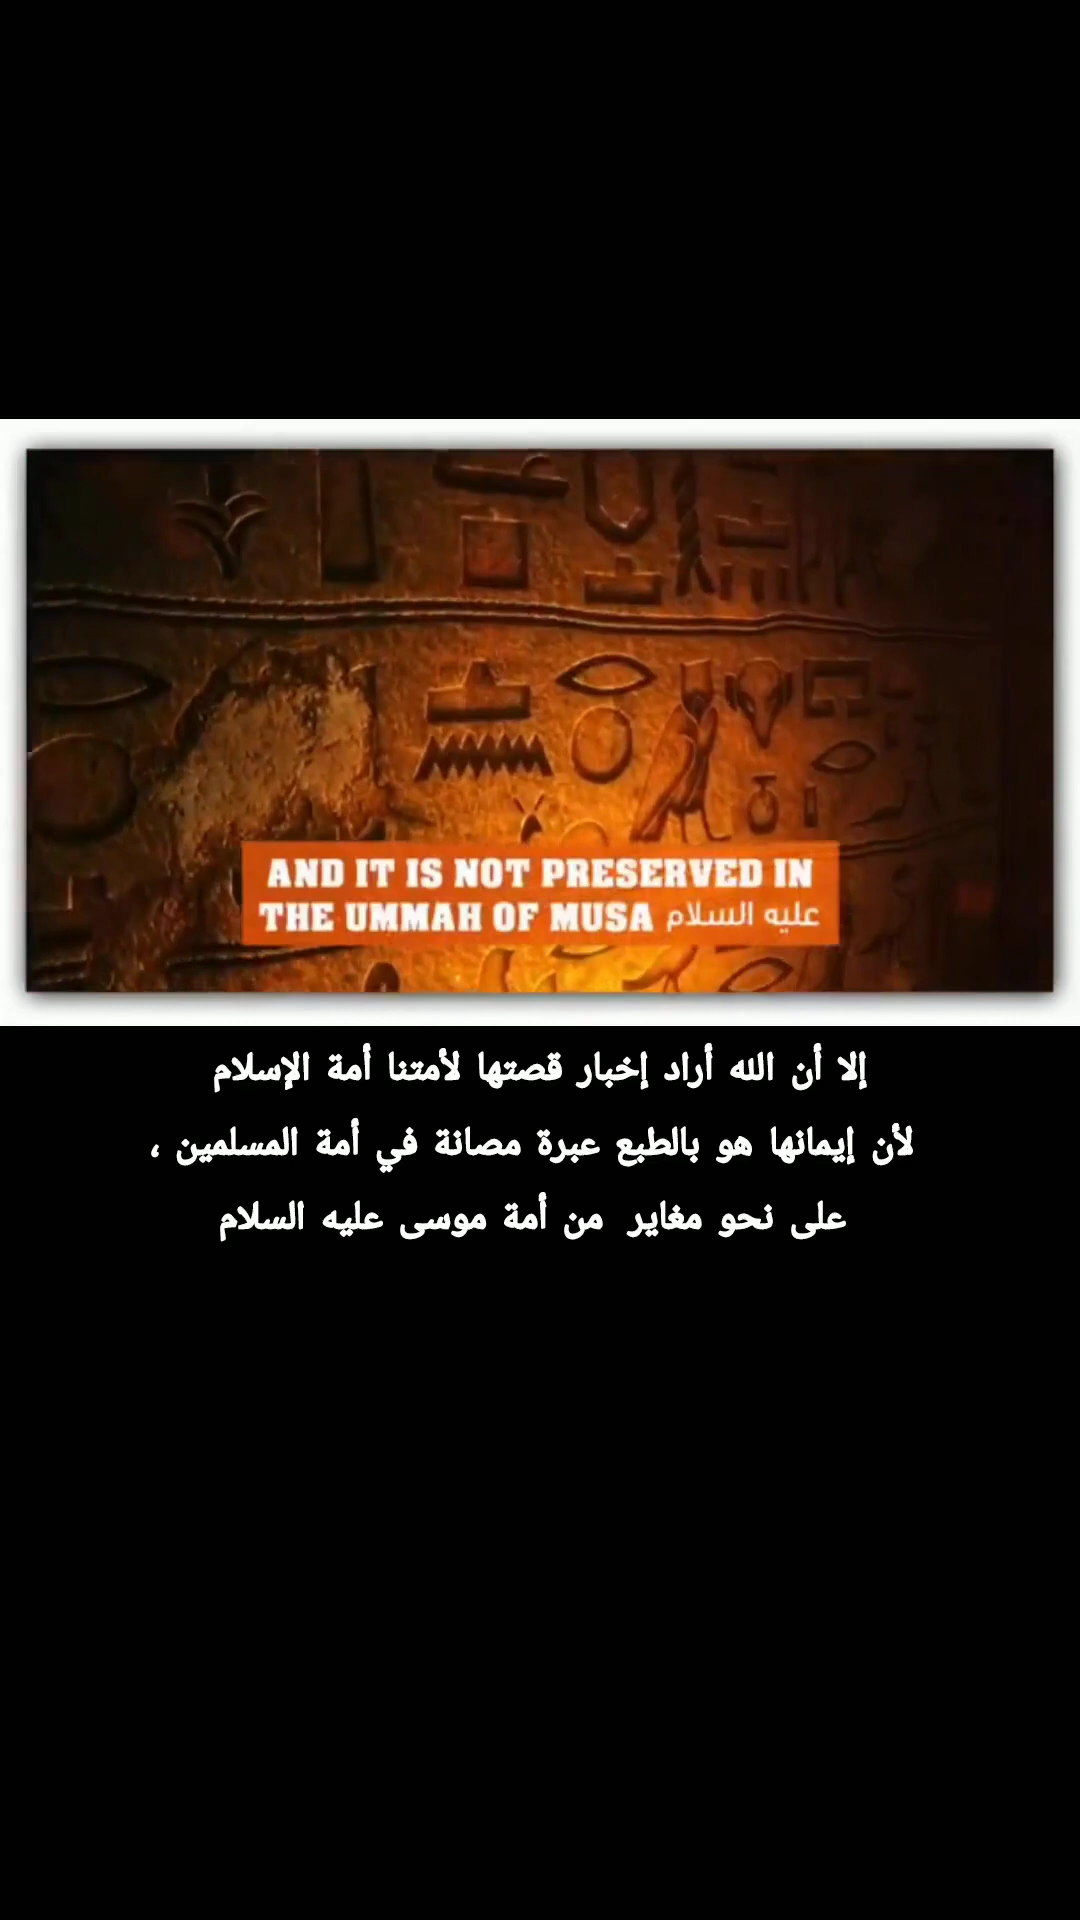 AND IT IS NOT PRESERVED IN
THE UMMAH OF MUSA عليه السلام
إلا أن الله أراد إخبار قصتها لأمتنا أمة الإسلام
لأن إيمانها هو بالطبع عبرة مصانة في أمة المسلمين ،
على نحو مغاير من أمة موسى عليه السلام